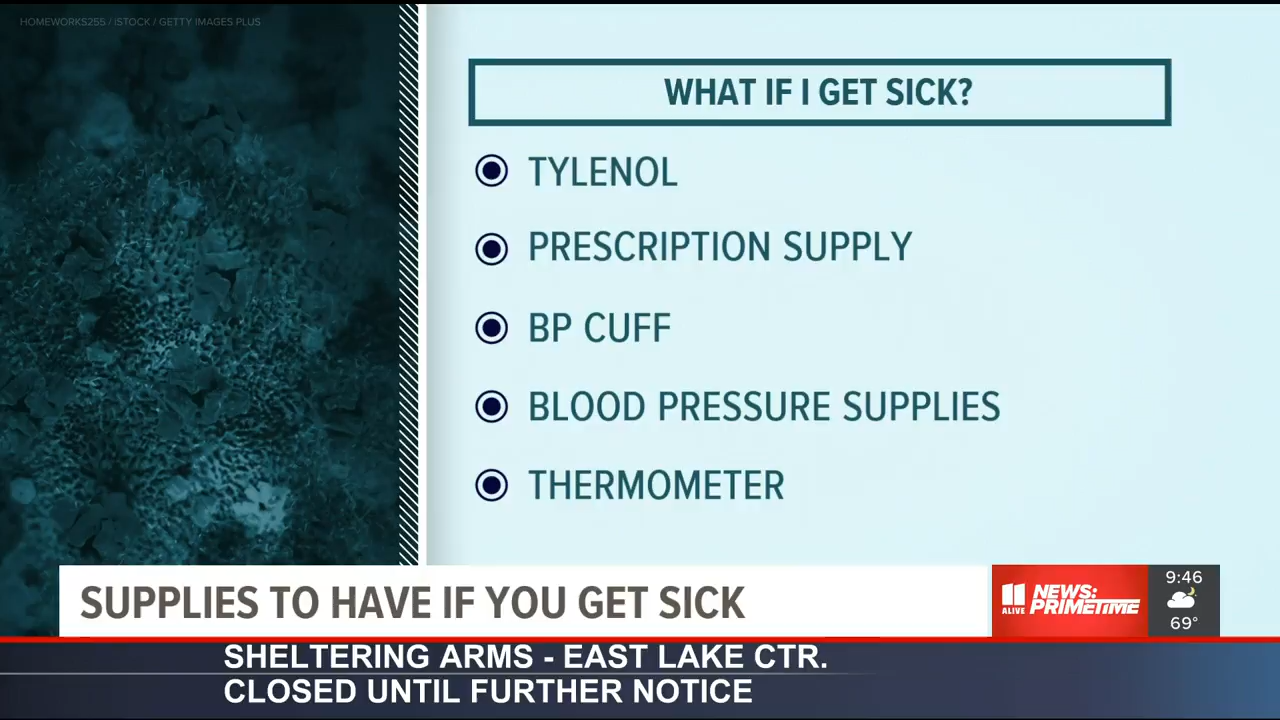 HOMEWORKS255 / iSTOCK / GETTY IMAGES PLUS
WHAT IF I GET SICK?
TYLENOL
PRESCRIPTION SUPPLY
BP CUFF
BLOOD PRESSURE SUPPLIES
THERMOMETER
SUPPLIES TO HAVE IF YOU GET SICK
11 ALIVE NEWS: PRIMETIME
9:46
69°
SHELTERING ARMS - EAST LAKE CTR.
CLOSED UNTIL FURTHER NOTICE